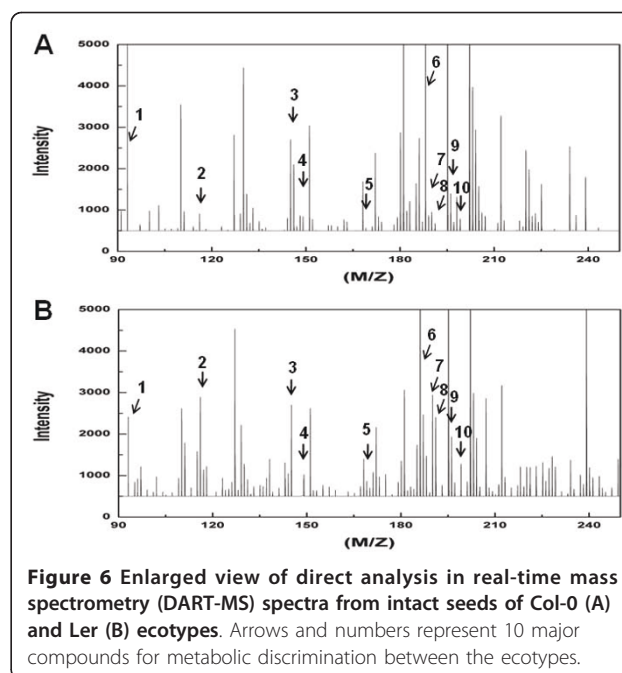 A
5000
4000
3000
2000
1000
Intensity
1
2
3
4
5
6
7
8
9
10
90 120 150 180 210 240
(M/Z)
B
5000
4000
3000
2000
1000
Intensity
1
2
3
4
5
6
7
8
9
10
90 120 150 180 210 240
(M/Z)
Figure 6 Enlarged view of direct analysis in real-time mass
spectrometry (DART-MS) spectra from intact seeds of Col-0 (A)
and Ler (B) ecotypes. Arrows and numbers represent 10 major
compounds for metabolic discrimination between the ecotypes.